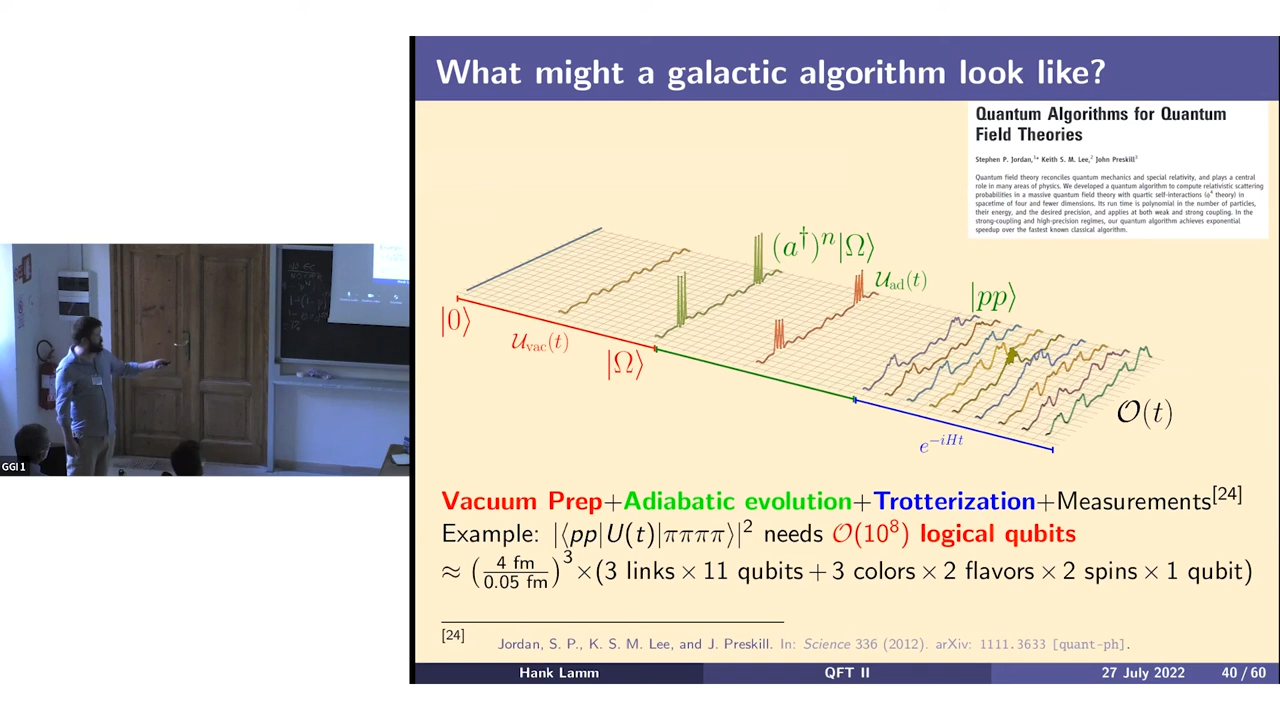 What might a galactic algorithm look like?
Quantum Algorithms for Quantum
Field Theories
Stephen P. Jordan,¹* Keith S. M. Lee,² John Preskill³
Quantum field theory reconciles quantum mechanics and special relativity, and plays a central
role in many areas of physics. We developed a quantum algorithm to compute relativistic scattering
probabilities in a massive quantum field theory with quartic self-interactions (ϕ⁴ theory) in
spacetime of four and fewer dimensions. Its run time is polynomial in the number of particles,
their energy, and the desired precision, and applies at both weak and strong coupling. In the
strong-coupling and high-precision regimes, our quantum algorithm achieves exponential
speedup over the fastest known classical algorithm.
(a†)ⁿ|Ω⟩
𝒰ad(t)
|pp⟩
|0⟩
𝒰vac(t)
|Ω⟩
𝒪(t)
e^{-iHt}
Vacuum Prep+Adiabatic evolution+Trotterization+Measurements[24]
Example: |⟨pp|U(t)|ππππ⟩|² needs 𝒪(10⁸) logical qubits
≈ (4 fm/0.05 fm)³×(3 links × 11 qubits + 3 colors × 2 flavors × 2 spins × 1 qubit)
[24] Jordan, S. P., K. S. M. Lee, and J. Preskill. In: Science 336 (2012). arXiv: 1111.3633 [quant-ph].
Hank Lamm QFT II 27 July 2022 40 / 60
GGI 1